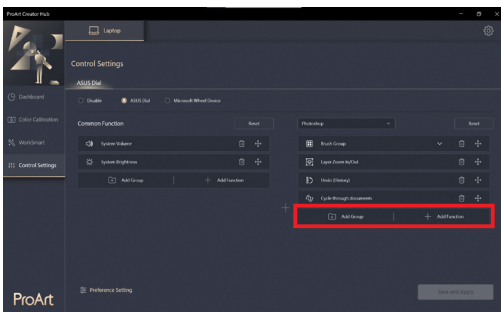 ProArt Creator Hub
Laptop
Control Settings
ASUS Dial
Dashboard
Disable
ASUS Dial
Microsoft Wheel Device
Color Calibration
Common Function
Reset
Photoshop
Reset
WorkSmart
System Volume
Brush Group
Control Settings
System Brightness
Layer Zoom In/Out
Add Group
Add Function
Undo (History)
Cycle through documents
Add Group
Add Function
Preference Setting
Save and Apply
ProArt